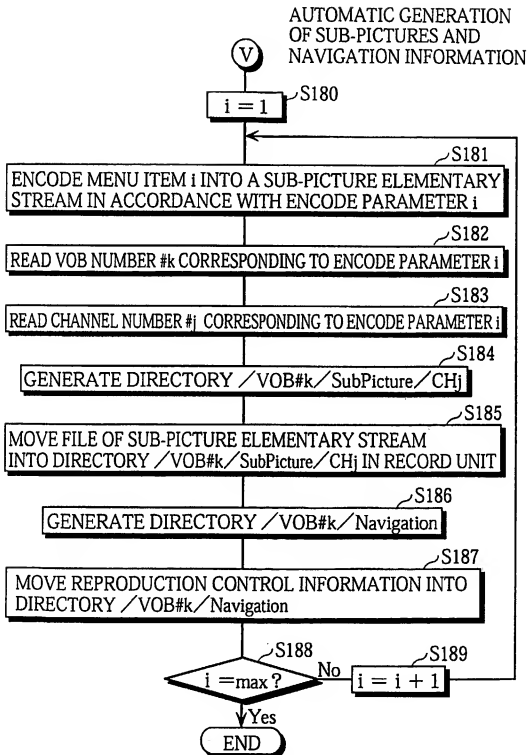 AUTOMATIC GENERATION
OF SUB-PICTURES AND
NAVIGATION INFORMATION
V
S180
i = 1
S181
ENCODE MENU ITEM i INTO A SUB-PICTURE ELEMENTARY
STREAM IN ACCORDANCE WITH ENCODE PARAMETER i
S182
READ VOB NUMBER #k CORRESPONDING TO ENCODE PARAMETER i
S183
READ CHANNEL NUMBER #j CORRESPONDING TO ENCODE PARAMETER i
S184
GENERATE DIRECTORY /VOB#k/SubPicture/CHj
S185
MOVE FILE OF SUB-PICTURE ELEMENTARY STREAM
INTO DIRECTORY /VOB#k/SubPicture/CHj IN RECORD UNIT
S186
GENERATE DIRECTORY /VOB#k/Navigation
S187
MOVE REPRODUCTION CONTROL INFORMATION INTO
DIRECTORY /VOB#k/Navigation
S188
i =max?
No
S189
i = i + 1
Yes
END